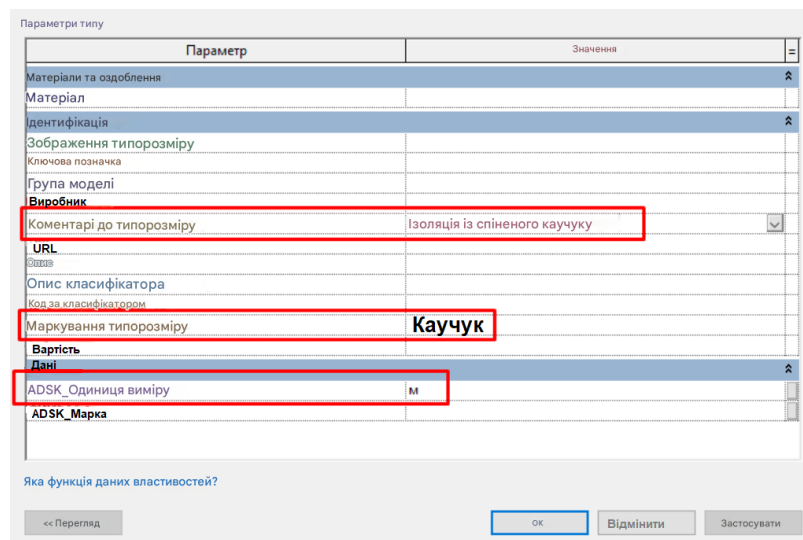 Параметри типу
Параметр Значення =
Матеріали та оздоблення
Матеріал
Ідентифікація
Зображення типорозміру
Ключова позначка
Група моделі
Виробник
Коментарі до типорозміру Ізоляція із спіненого каучуку
URL
Опис
Опис класифікатора
Код за класифікатором
Маркування типорозміру Каучук
Вартість
Дані
ADSK_Одиниця виміру м
ADSK_Марка
Яка функція даних властивостей?
<< Перегляд ОК Відмінити Застосувати